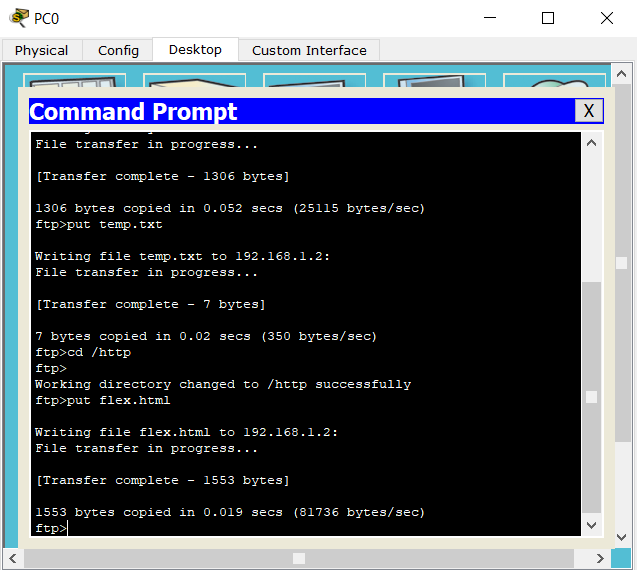 PC0
Physical Config Desktop Custom Interface
Command Prompt X
File transfer in progress...
[Transfer complete - 1306 bytes]
1306 bytes copied in 0.052 secs (25115 bytes/sec)
ftp>put temp.txt
Writing file temp.txt to 192.168.1.2:
File transfer in progress...
[Transfer complete - 7 bytes]
7 bytes copied in 0.02 secs (350 bytes/sec)
ftp>cd /http
ftp>
Working directory changed to /http successfully
ftp>put flex.html
Writing file flex.html to 192.168.1.2:
File transfer in progress...
[Transfer complete - 1553 bytes]
1553 bytes copied in 0.019 secs (81736 bytes/sec)
ftp>